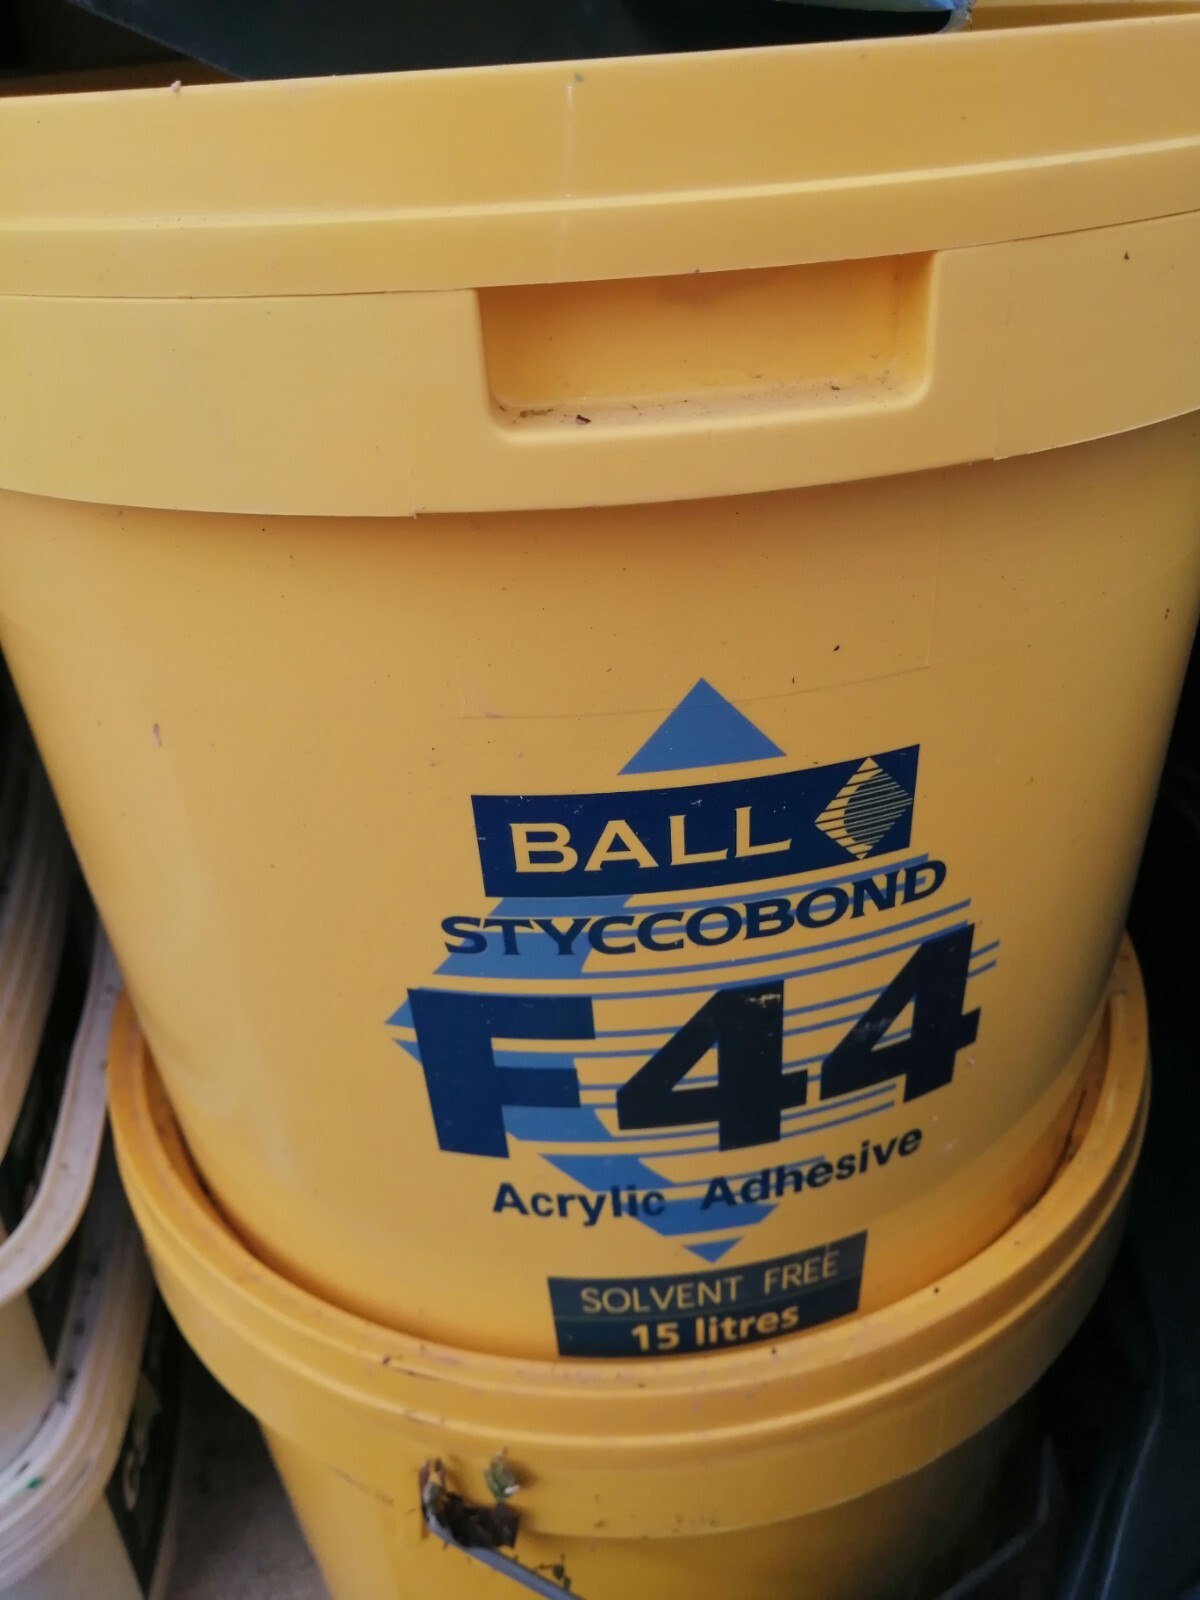 BALL
STYCCOBOND
F44
Acrylic Adhesive
SOLVENT FREE
15 litres